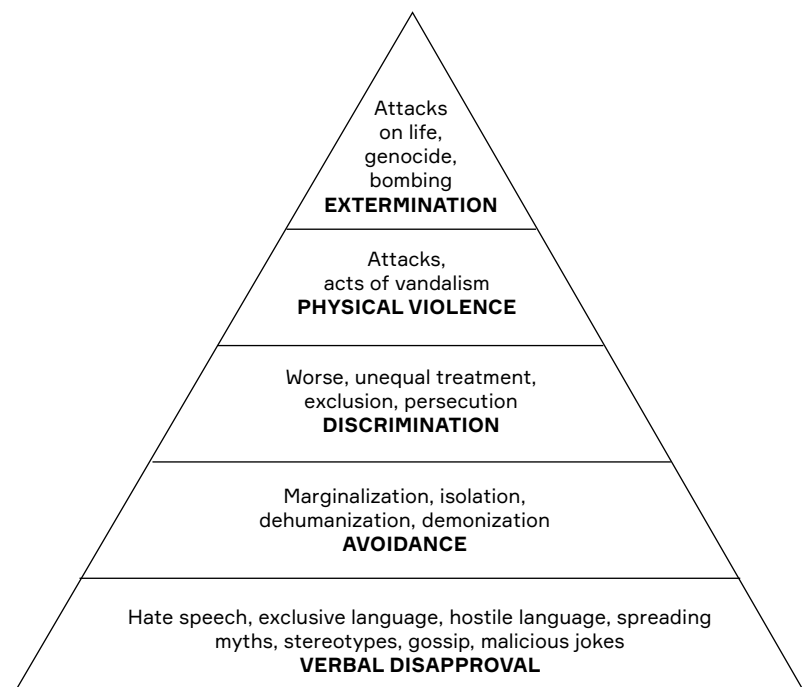 Attacks
on life,
genocide,
bombing
EXTERMINATION
Attacks,
acts of vandalism
PHYSICAL VIOLENCE
Worse, unequal treatment,
exclusion, persecution
DISCRIMINATION
Marginalization, isolation,
dehumanization, demonization
AVOIDANCE
Hate speech, exclusive language, hostile language, spreading
myths, stereotypes, gossip, malicious jokes
VERBAL DISAPPROVAL